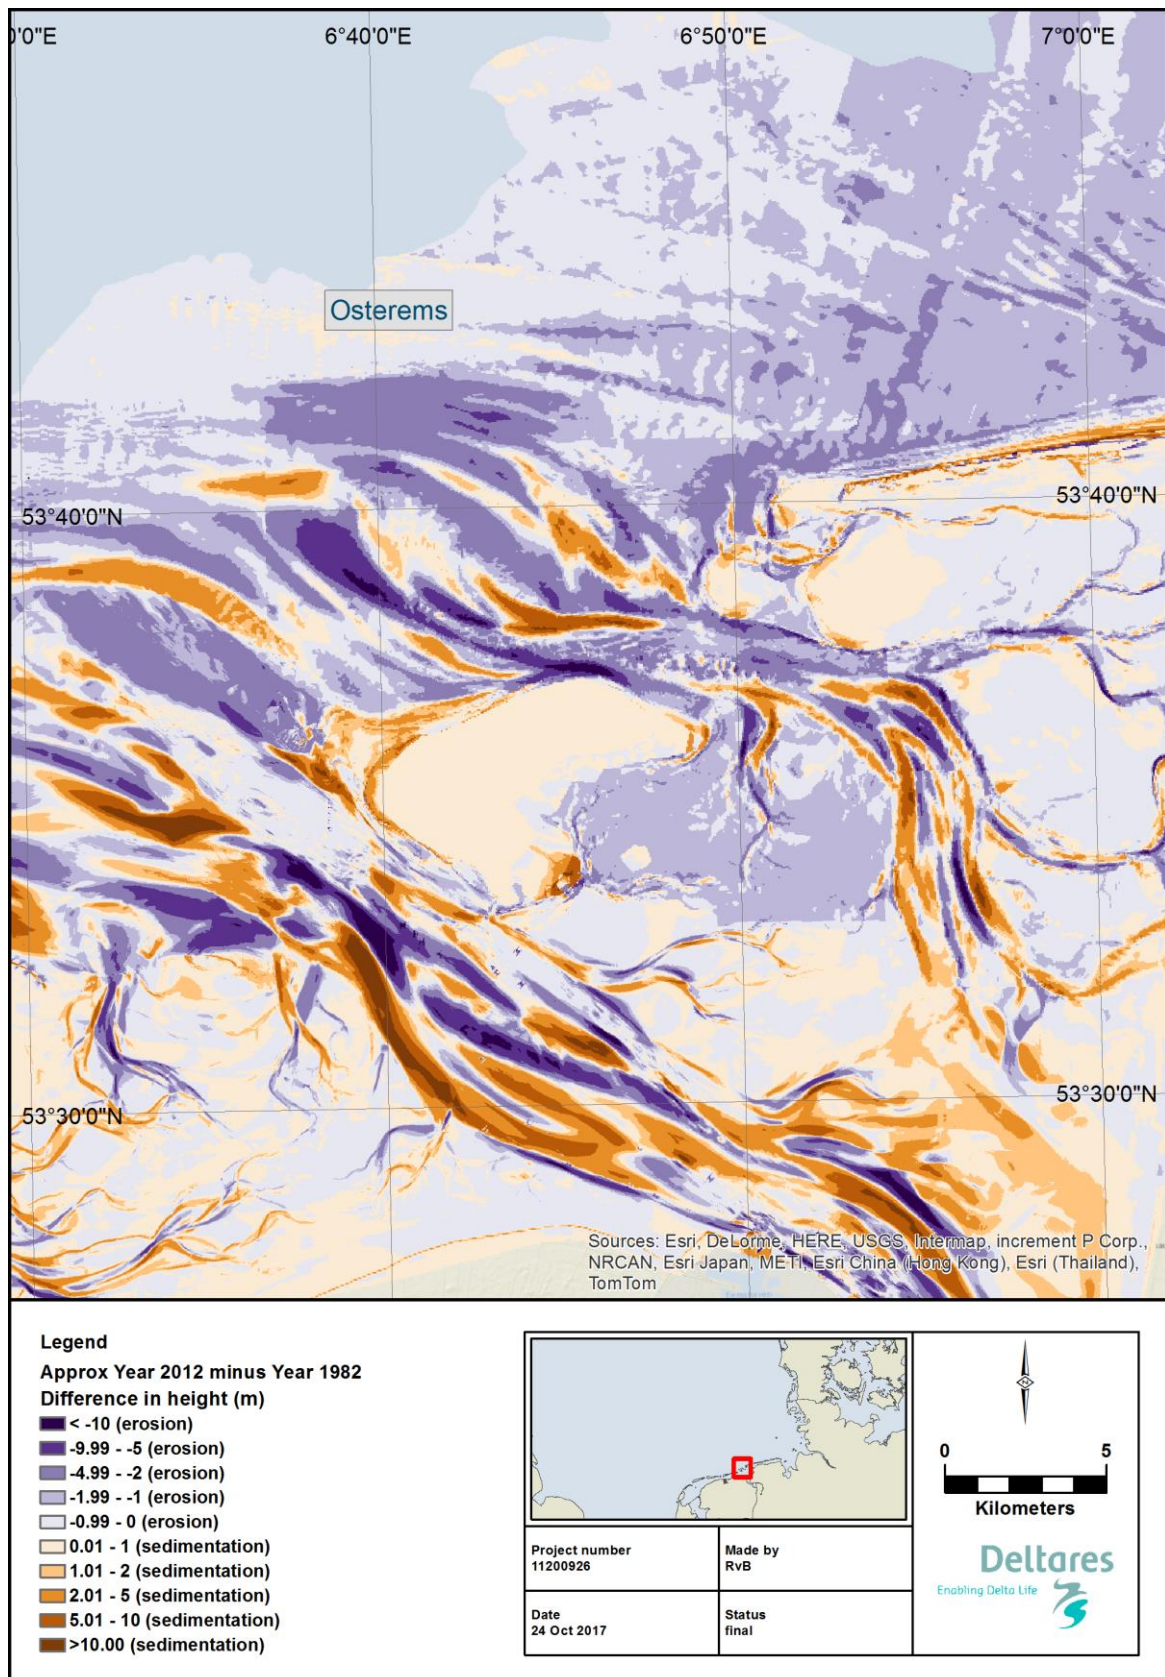 0'0"E
6°40'0"E
6°50'0"E
7°0'0"E
Osterems
53°40'0"N
53°40'0"N
53°30'0"N
53°30'0"N
Sources: Esri, DeLorme, HERE, USGS, Intermap, increment P Corp.,
NRCAN, Esri Japan, METI, Esri China (Hong Kong), Esri (Thailand),
TomTom
Legend
Approx Year 2012 minus Year 1982
Difference in height (m)
< -10 (erosion)
-9.99 - -5 (erosion)
-4.99 - -2 (erosion)
-1.99 - -1 (erosion)
-0.99 - 0 (erosion)
0.01 - 1 (sedimentation)
1.01 - 2 (sedimentation)
2.01 - 5 (sedimentation)
5.01 - 10 (sedimentation)
>10.00 (sedimentation)
Project number
11200926
Made by
RvB
Date
24 Oct 2017
Status
final
N
0 5
Kilometers
Deltares
Enabling Delta Life